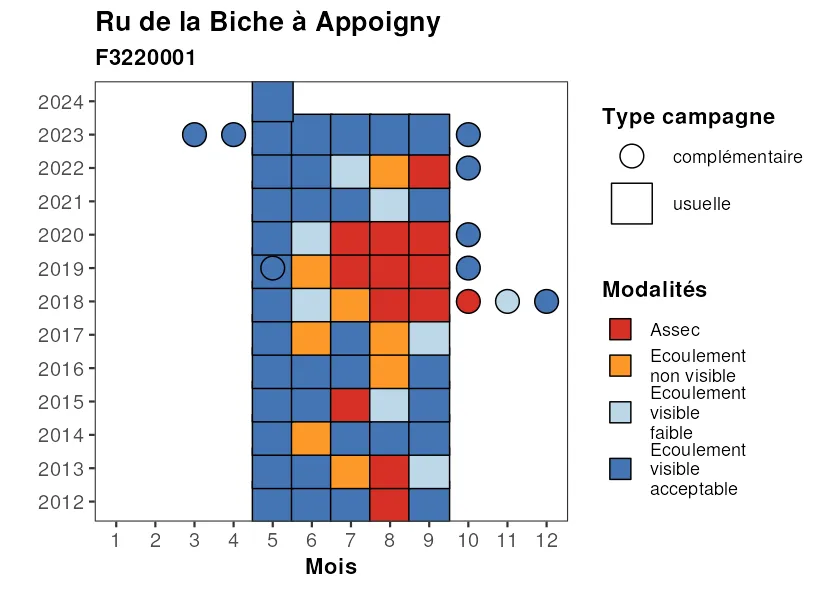 Ru de la Biche à Appoigny
F3220001
2024
2023
2022
2021
2020
2019
2018
2017
2016
2015
2014
2013
2012
1 2 3 4 5 6 7 8 9 10 11 12
Mois
Type campagne
complémentaire
usuelle
Modalités
Assec
Ecoulement
non visible
Ecoulement
visible
faible
Ecoulement
visible
acceptable